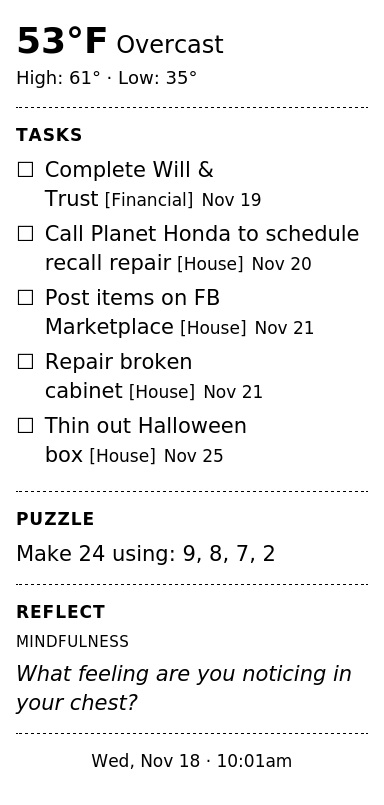 53°F Overcast
High: 61° · Low: 35°
TASKS
☐ Complete Will &
Trust [Financial] Nov 19
☐ Call Planet Honda to schedule
recall repair [House] Nov 20
☐ Post items on FB
Marketplace [House] Nov 21
☐ Repair broken
cabinet [House] Nov 21
☐ Thin out Halloween
box [House] Nov 25
PUZZLE
Make 24 using: 9, 8, 7, 2
REFLECT
MINDFULNESS
What feeling are you noticing in
your chest?
Wed, Nov 18 · 10:01am